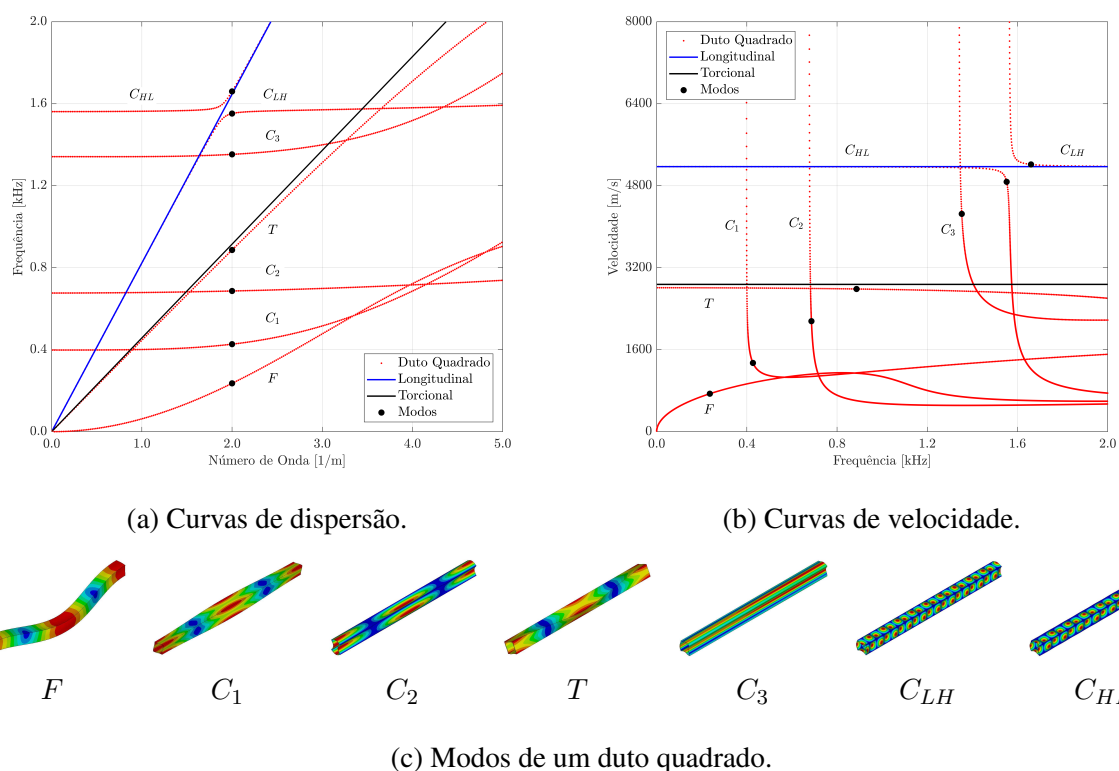 2.0
1.6
1.2
0.8
0.4
0.0
Frequência [kHz]
C_HL
C_LH
C_3
T
C_2
C_1
F
Duto Quadrado
Longitudinal
Torcional
Modos
0.0 1.0 2.0 3.0 4.0 5.0
Número de Onda [1/m]
8000
6400
4800
3200
1600
0
Velocidade [m/s]
Duto Quadrado
Longitudinal
Torcional
Modos
C_HL
C_LH
C_1
C_2
C_3
T
F
0.0 0.4 0.8 1.2 1.6 2.0
Frequência [kHz]
(a) Curvas de dispersão.
(b) Curvas de velocidade.
F C_1 C_2 T C_3 C_LH
(c) Modos de um duto quadrado.